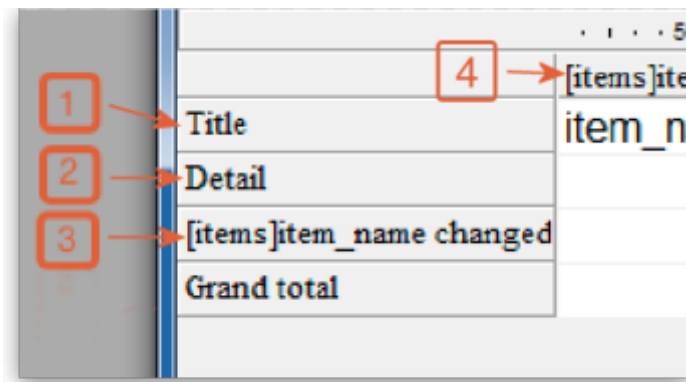 5
4 [items]ite
1 Title item_n
2 Detail
3 [items]item_name changed
Grand total